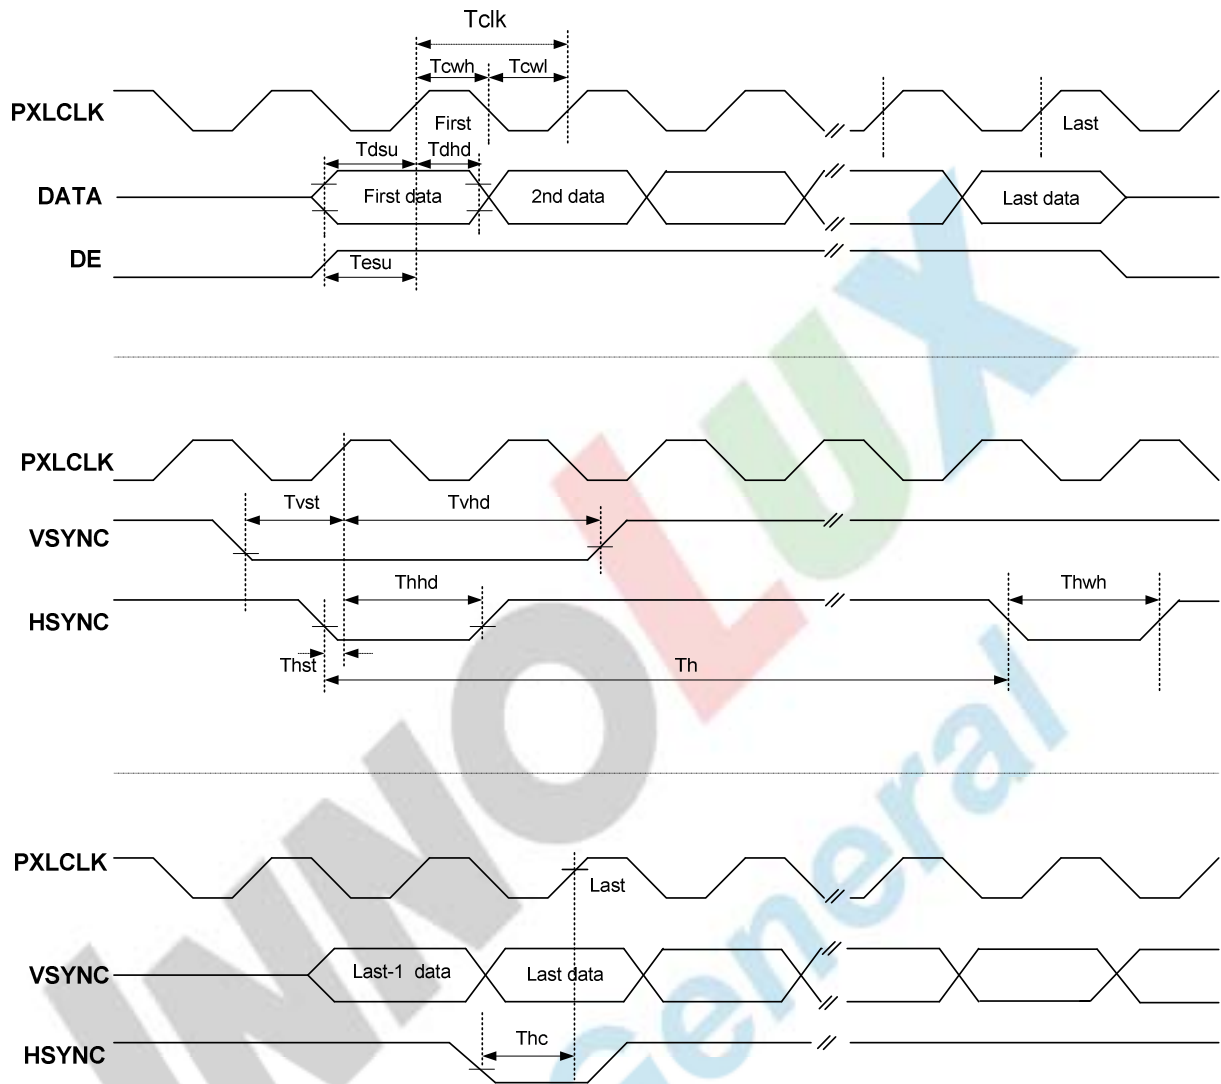 Tclk
Tcwh Tcwl
PXLCLK
First
Last
Tdsu Tdhd
DATA
First data
2nd data
Last data
DE
Tesu
PXLCLK
Tvst Tvhd
VSYNC
Thhd
Thwh
HSYNC
Thst
Th
PXLCLK
Last
VSYNC
Last-1 data
Last data
HSYNC
Thc
INNOLUX
General